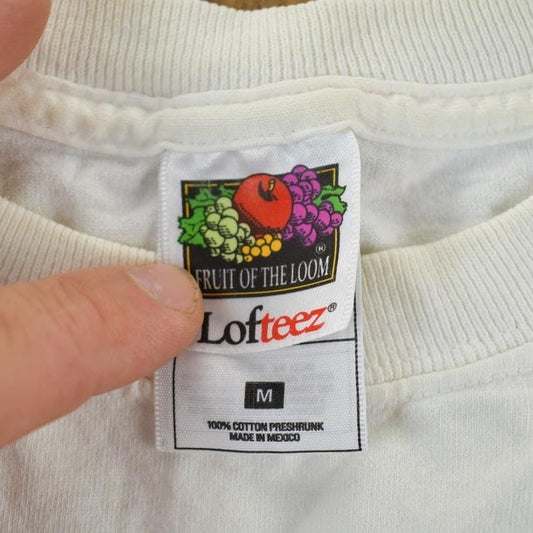 FRUIT OF THE LOOM ®
Lofteez®
M
100% COTTON PRESHRUNK
MADE IN MEXICO